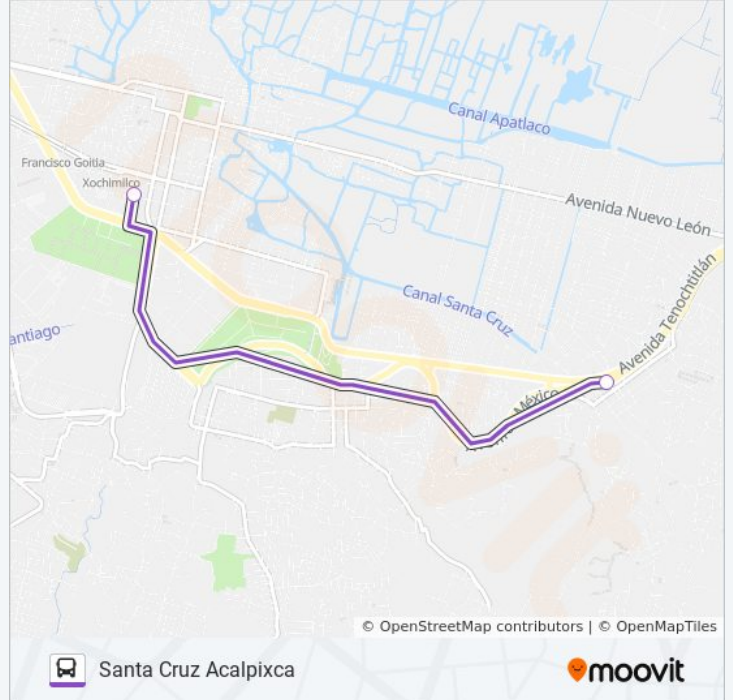 Canal Apatlaco
Francisco Goitia
Xochimilco
Avenida Nuevo León
Canal Santa Cruz
Avenida Tenochtitlán
antiago
México
© OpenStreetMap contributors | © OpenMapTiles
Santa Cruz Acalpixca
moovit